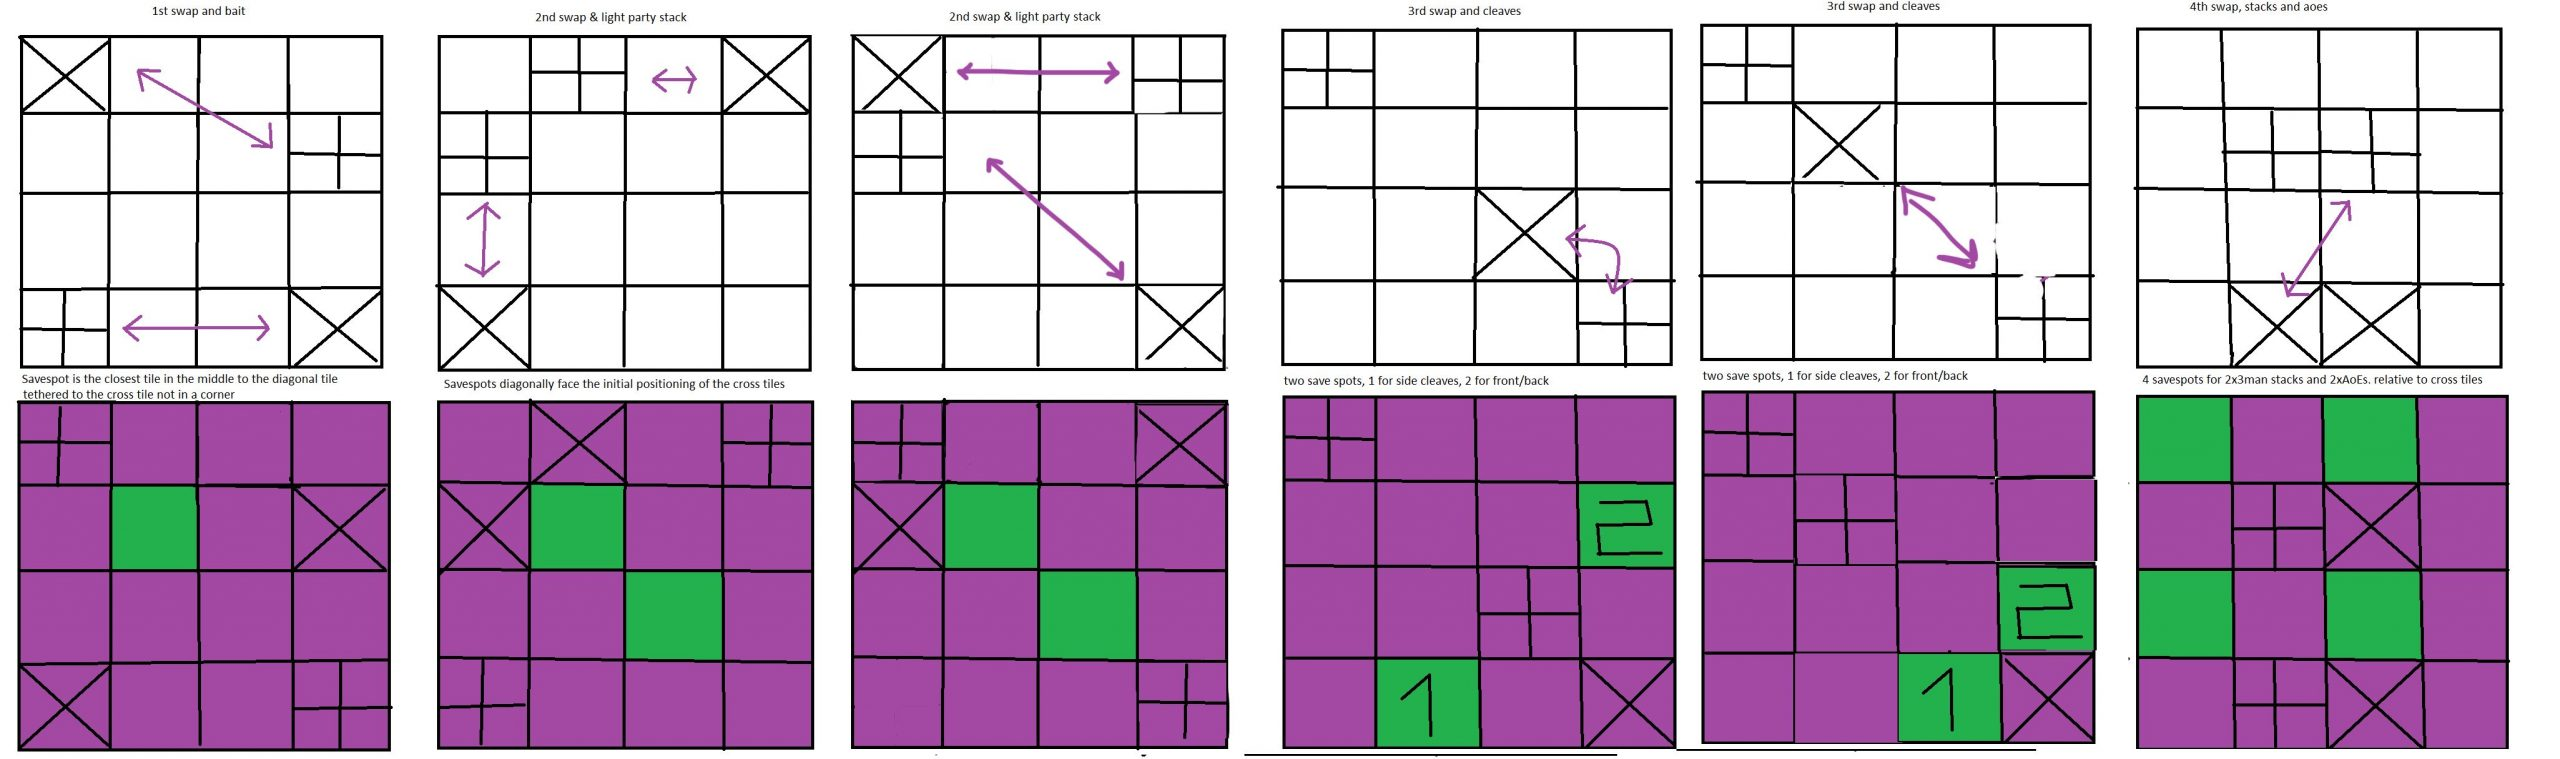 1st swap and bait
2nd swap & light party stack
2nd swap & light party stack
3rd swap and cleaves
3rd swap and cleaves
4th swap, stacks and aoes
Savespot is the closest tile in the middle to the diagonal tile
tethered to the cross tile not in a corner
Savespots diagonally face the initial positioning of the cross tiles
two save spots, 1 for side cleaves, 2 for front/back
two save spots, 1 for side cleaves, 2 for front/back
4 savespots for 2x3man stacks and 2xAoEs. relative to cross tiles
2
1
2
1